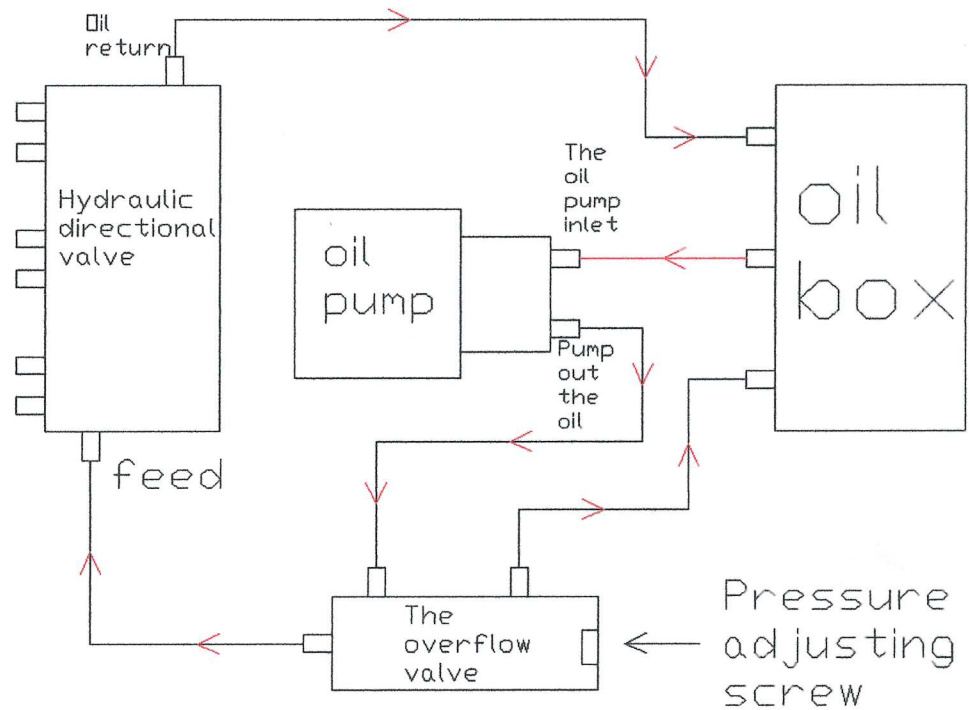 Oil
return
Hydraulic
directional
valve
The
oil
pump
inlet
oil
pump
oil
box
Pump
out
the
oil
feed
The
overflow
valve
Pressure
adjusting
screw